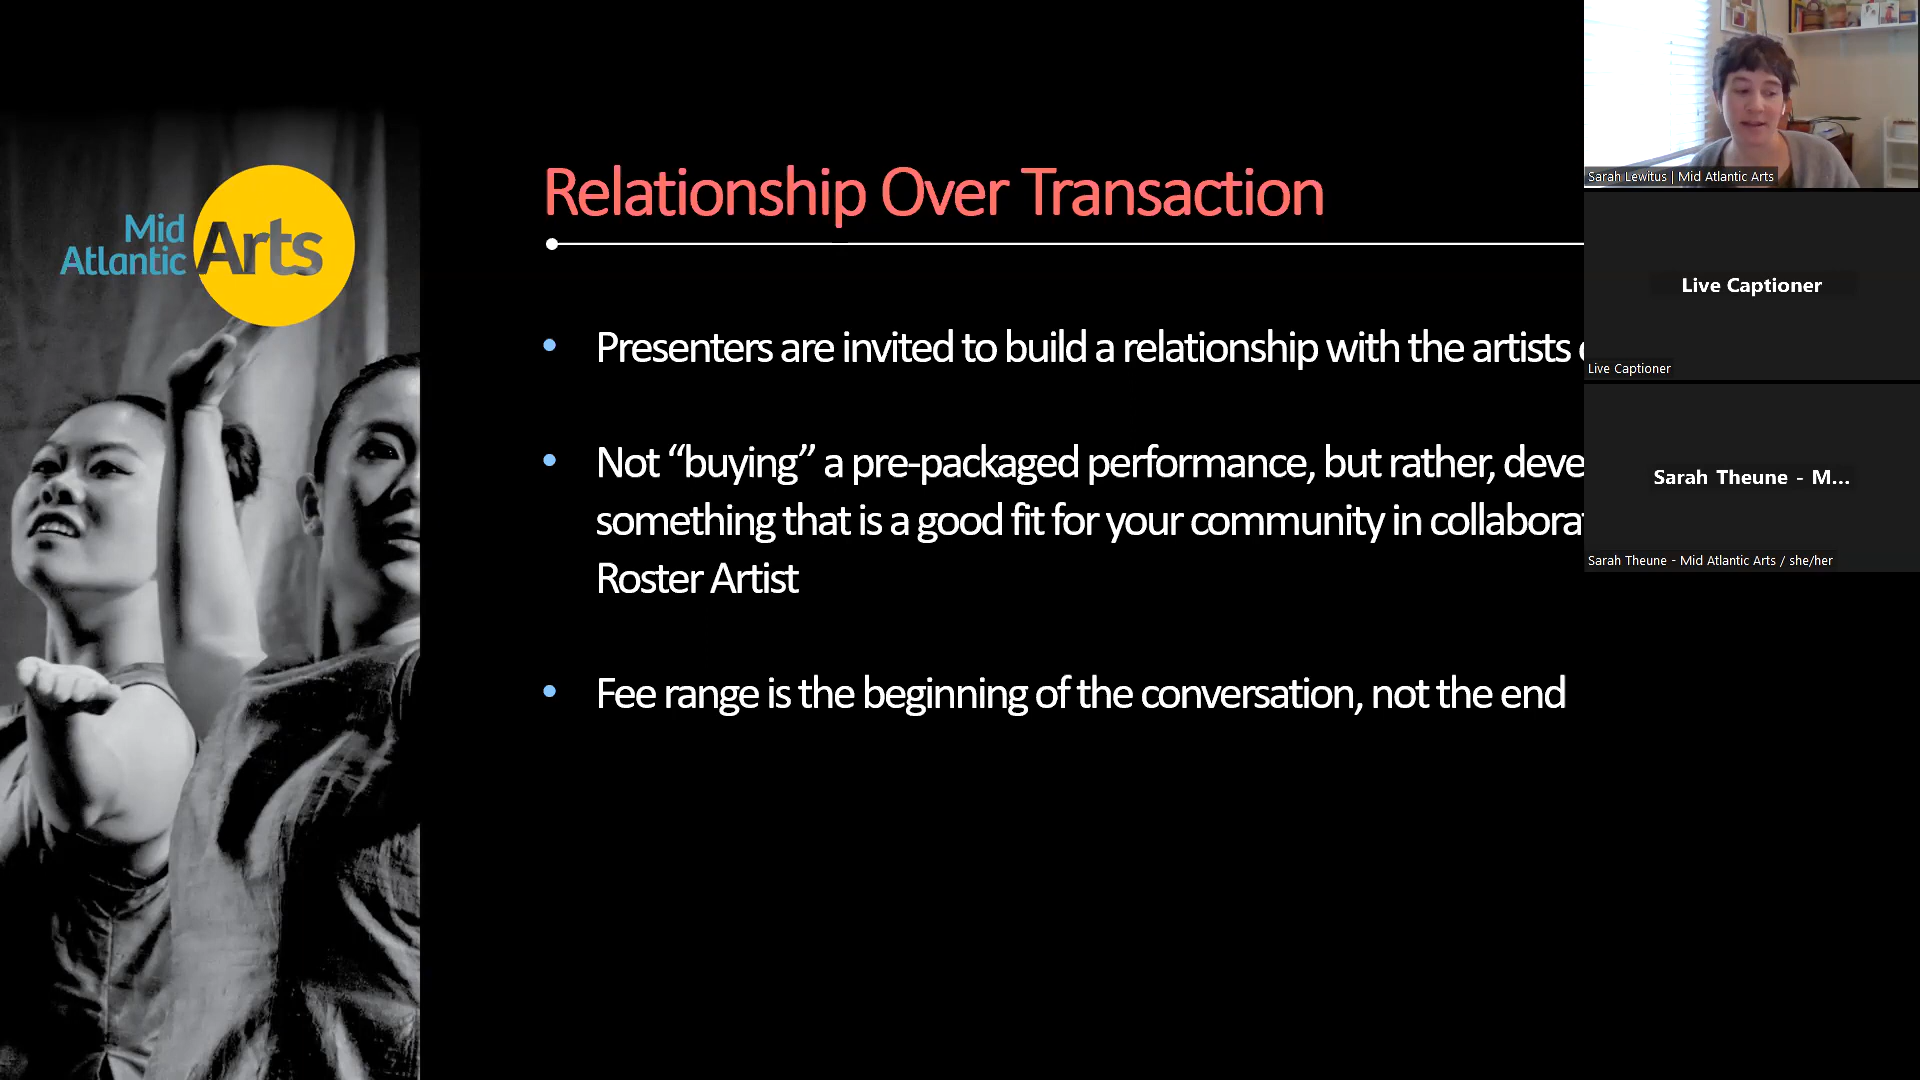 Mid
Atlantic
Arts
Relationship Over Transaction
Presenters are invited to build a relationship with the artists
Not “buying” a pre-packaged performance, but rather, deve
something that is a good fit for your community in collabora
Roster Artist
Fee range is the beginning of the conversation, not the end
Sarah Lewitus | Mid Atlantic Arts
Live Captioner
Live Captioner
Sarah Theune - M...
Sarah Theune - Mid Atlantic Arts / she/her